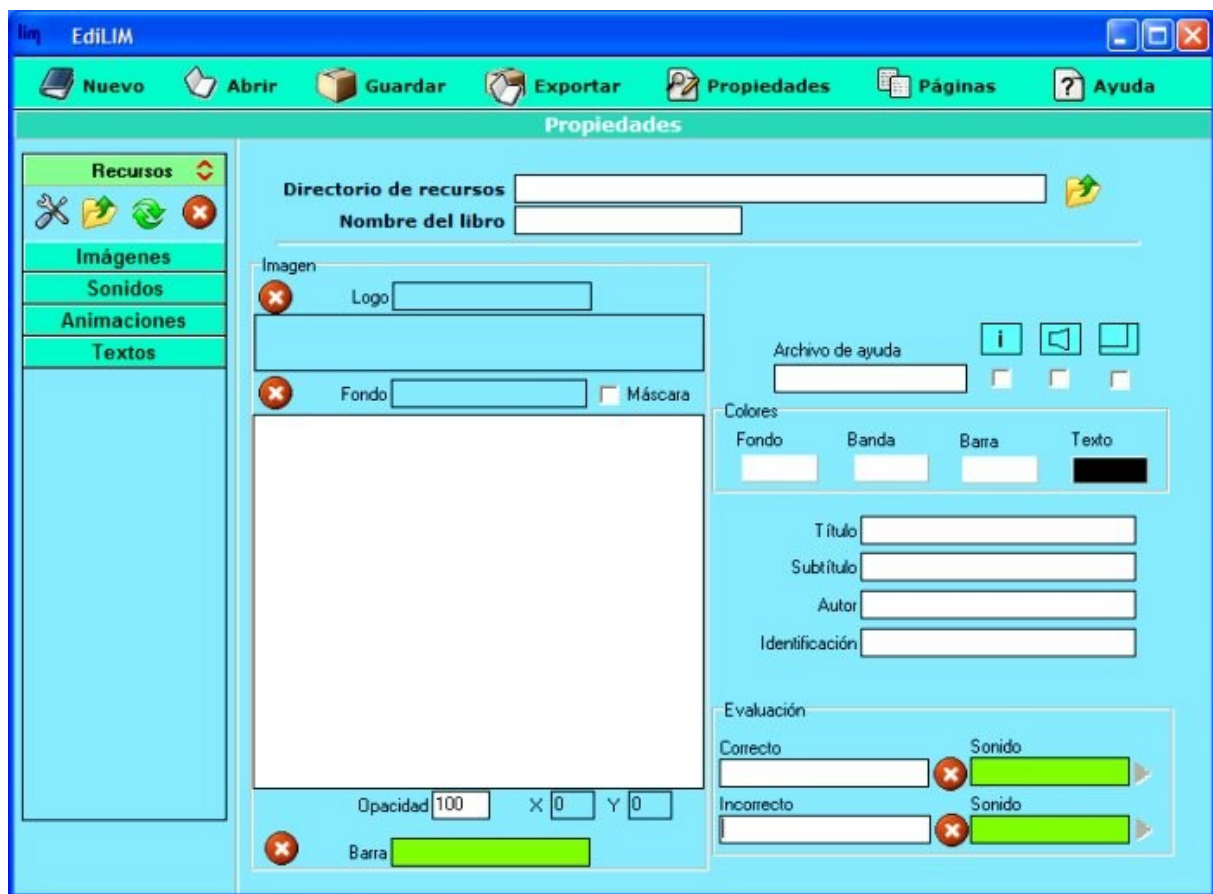 lim EdiLIM
Nuevo Abrir Guardar Exportar Propiedades Páginas Ayuda
Propiedades
Recursos
Imágenes
Sonidos
Animaciones
Textos
Directorio de recursos
Nombre del libro
Imagen
Logo
Fondo Máscara
Opacidad 100 X 0 Y 0
Barra
Archivo de ayuda i
Colores
Fondo Banda Barra Texto
Título
Subtítulo
Autor
Identificación
Evaluación
Correcto Sonido
Incorrecto Sonido